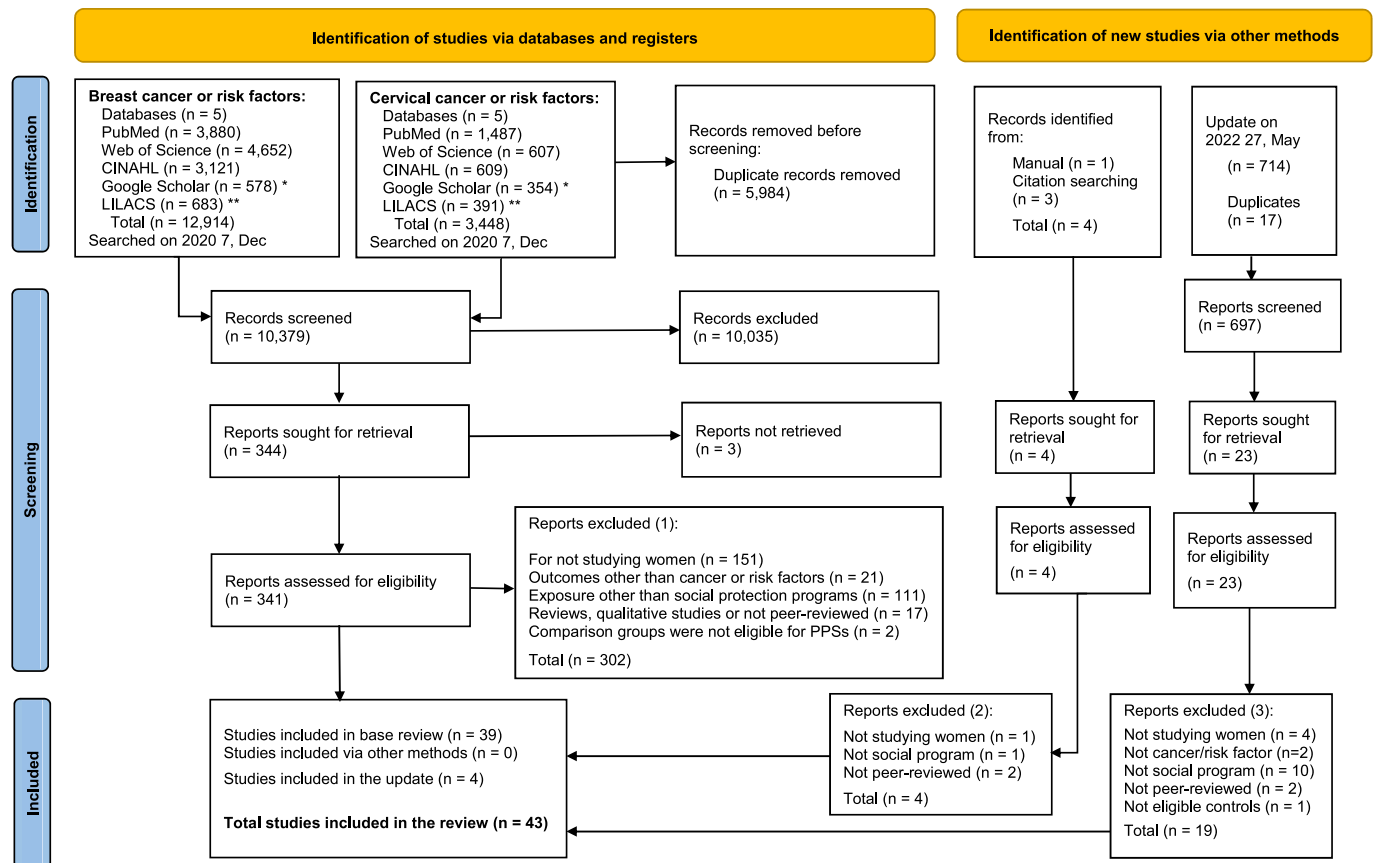 Identification of studies via databases and registers
Identification of new studies via other methods
Identification
Breast cancer or risk factors:
Databases (n = 5)
PubMed (n = 3,880)
Web of Science (n = 4,652)
CINAHL (n = 3,121)
Google Scholar (n = 578) *
LILACS (n = 683) **
Total (n = 12,914)
Searched on 2020 7, Dec
Cervical cancer or risk factors:
Databases (n = 5)
PubMed (n = 1,487)
Web of Science (n = 607)
CINAHL (n = 609)
Google Scholar (n = 354) *
LILACS (n = 391) **
Total (n = 3,448)
Searched on 2020 7, Dec
Records removed before
screening:
Duplicate records removed
(n = 5,984)
Records identified
from:
Manual (n = 1)
Citation searching
(n = 3)
Total (n = 4)
Update on
2022 27, May
(n = 714)
Duplicates
(n = 17)
Screening
Records screened
(n = 10,379)
Records excluded
(n = 10,035)
Reports screened
(n = 697)
Reports sought for retrieval
(n = 344)
Reports not retrieved
(n = 3)
Reports sought for
retrieval
(n = 4)
Reports sought
for retrieval
(n = 23)
Reports assessed for eligibility
(n = 341)
Reports excluded (1):
For not studying women (n = 151)
Outcomes other than cancer or risk factors (n = 21)
Exposure other than social protection programs (n = 111)
Reviews, qualitative studies or not peer-reviewed (n = 17)
Comparison groups were not eligible for PPSs (n = 2)
Total (n = 302)
Reports assessed
for eligibility
(n = 4)
Reports assessed
for eligibility
(n = 23)
Included
Studies included in base review (n = 39)
Studies included via other methods (n = 0)
Studies included in the update (n = 4)
Total studies included in the review (n = 43)
Reports excluded (2):
Not studying women (n = 1)
Not social program (n = 1)
Not peer-reviewed (n = 2)
Total (n = 4)
Reports excluded (3):
Not studying women (n = 4)
Not cancer/risk factor (n=2)
Not social program (n = 10)
Not peer-reviewed (n = 2)
Not eligible controls (n = 1)
Total (n = 19)